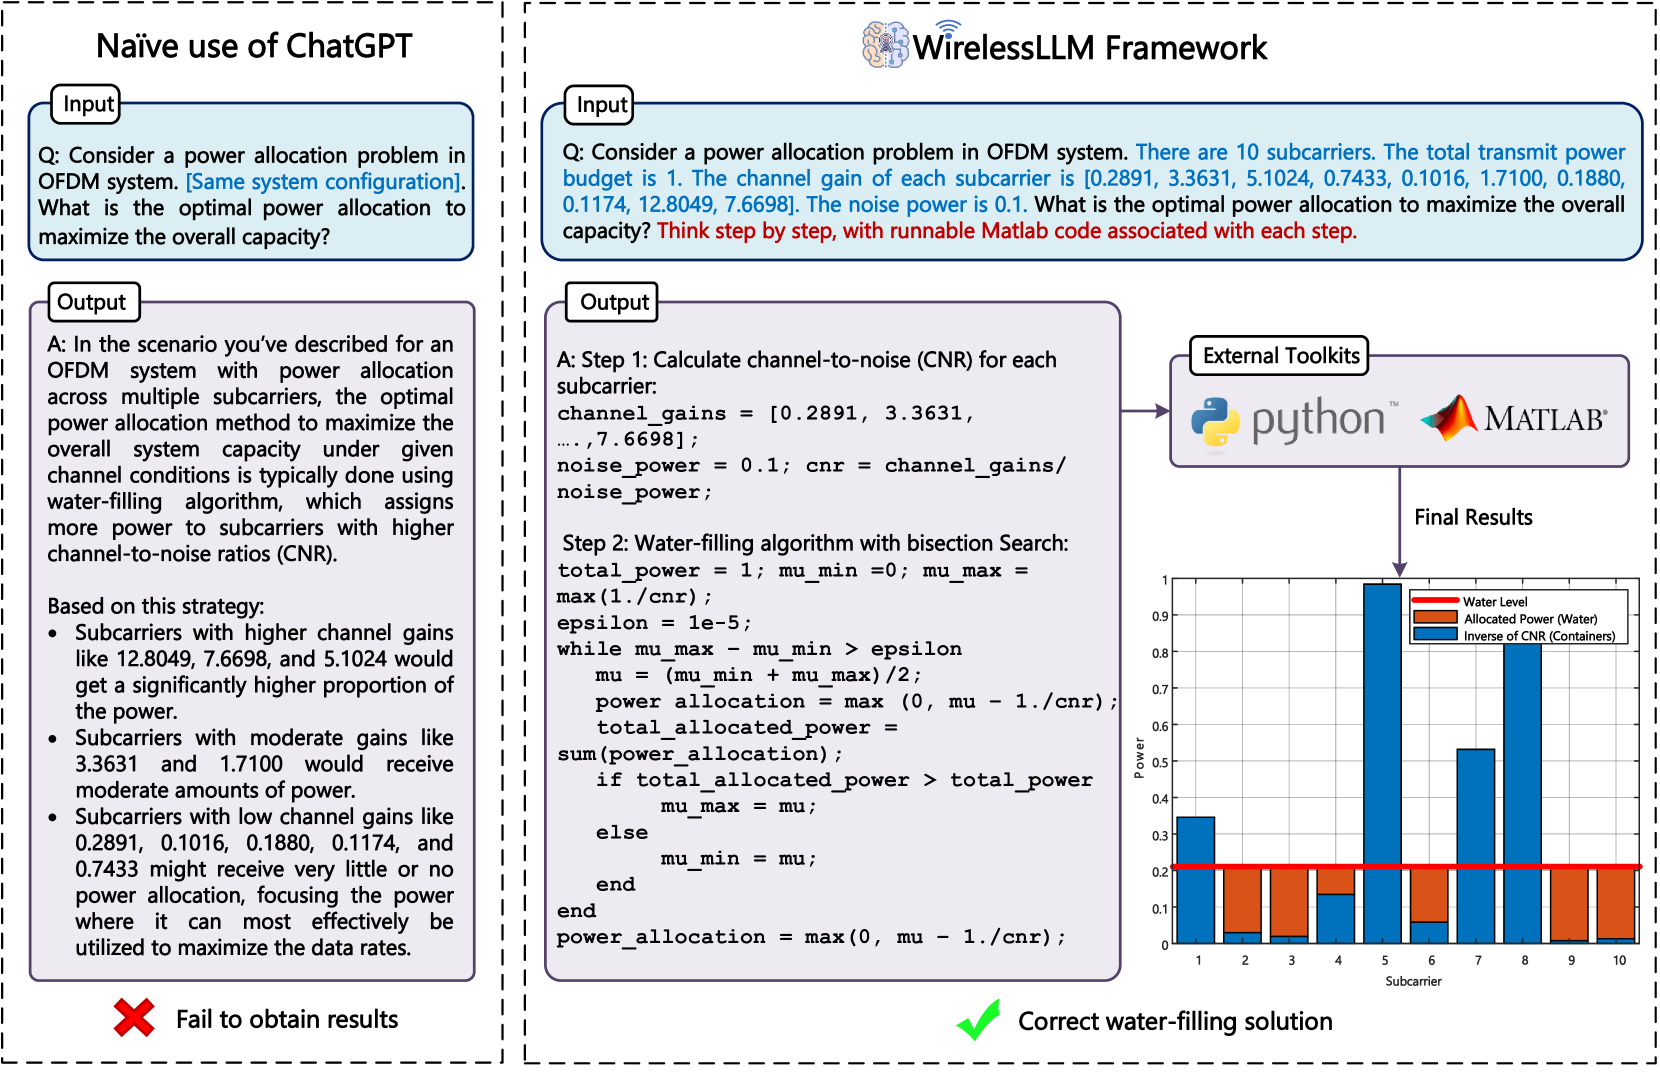 Naïve use of ChatGPT
Input
Q: Consider a power allocation problem in
OFDM system. [Same system configuration].
What is the optimal power allocation to
maximize the overall capacity?
Output
A: In the scenario you've described for an
OFDM system with power allocation
across multiple subcarriers, the optimal
power allocation method to maximize the
overall system capacity under given
channel conditions is typically done using
water-filling algorithm, which assigns
more power to subcarriers with higher
channel-to-noise ratios (CNR).
Based on this strategy:
• Subcarriers with higher channel gains
like 12.8049, 7.6698, and 5.1024 would
get a significantly higher proportion of
the power.
• Subcarriers with moderate gains like
3.3631 and 1.7100 would receive
moderate amounts of power.
• Subcarriers with low channel gains like
0.2891, 0.1016, 0.1880, 0.1174, and
0.7433 might receive very little or no
power allocation, focusing the power
where it can most effectively be
utilized to maximize the data rates.
Fail to obtain results
WirelessLLM Framework
Input
Q: Consider a power allocation problem in OFDM system. There are 10 subcarriers. The total transmit power
budget is 1. The channel gain of each subcarrier is [0.2891, 3.3631, 5.1024, 0.7433, 0.1016, 1.7100, 0.1880,
0.1174, 12.8049, 7.6698]. The noise power is 0.1. What is the optimal power allocation to maximize the overall
capacity? Think step by step, with runnable Matlab code associated with each step.
Output
A: Step 1: Calculate channel-to-noise (CNR) for each
subcarrier:
channel_gains = [0.2891, 3.3631,
….,7.6698];
noise_power = 0.1; cnr = channel_gains/
noise_power;
Step 2: Water-filling algorithm with bisection Search:
total_power = 1; mu_min =0; mu_max =
max(1./cnr);
epsilon = 1e-5;
while mu_max – mu_min > epsilon
mu = (mu_min + mu_max)/2;
power allocation = max (0, mu – 1./cnr);
total_allocated_power =
sum(power_allocation);
if total_allocated_power > total_power
mu_max = mu;
else
mu_min = mu;
end
end
power_allocation = max(0, mu – 1./cnr);
External Toolkits
python™
MATLAB®
Final Results
Water Level
Allocated Power (Water)
Inverse of CNR (Containers)
1
0.9
0.8
0.7
0.6
0.5
0.4
0.3
0.2
0.1
0
Power
1 2 3 4 5 6 7 8 9 10
Subcarrier
Correct water-filling solution